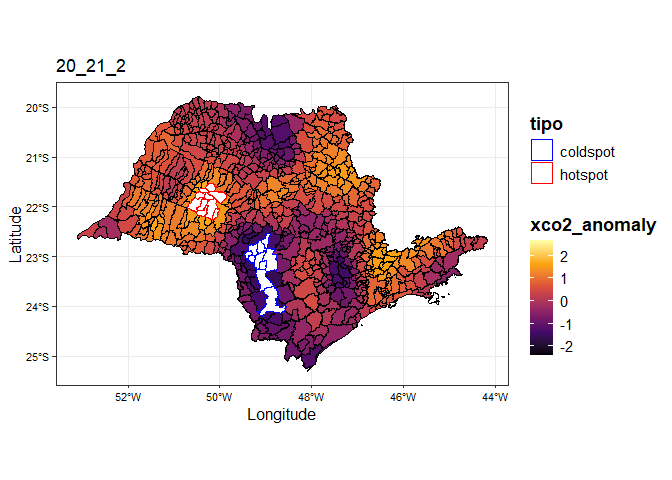 20_21_2
20°S
21°S
22°S
23°S
24°S
25°S
Latitude
52°W
50°W
48°W
46°W
44°W
Longitude
tipo
coldspot
hotspot
xco2_anomaly
2
1
0
-1
-2